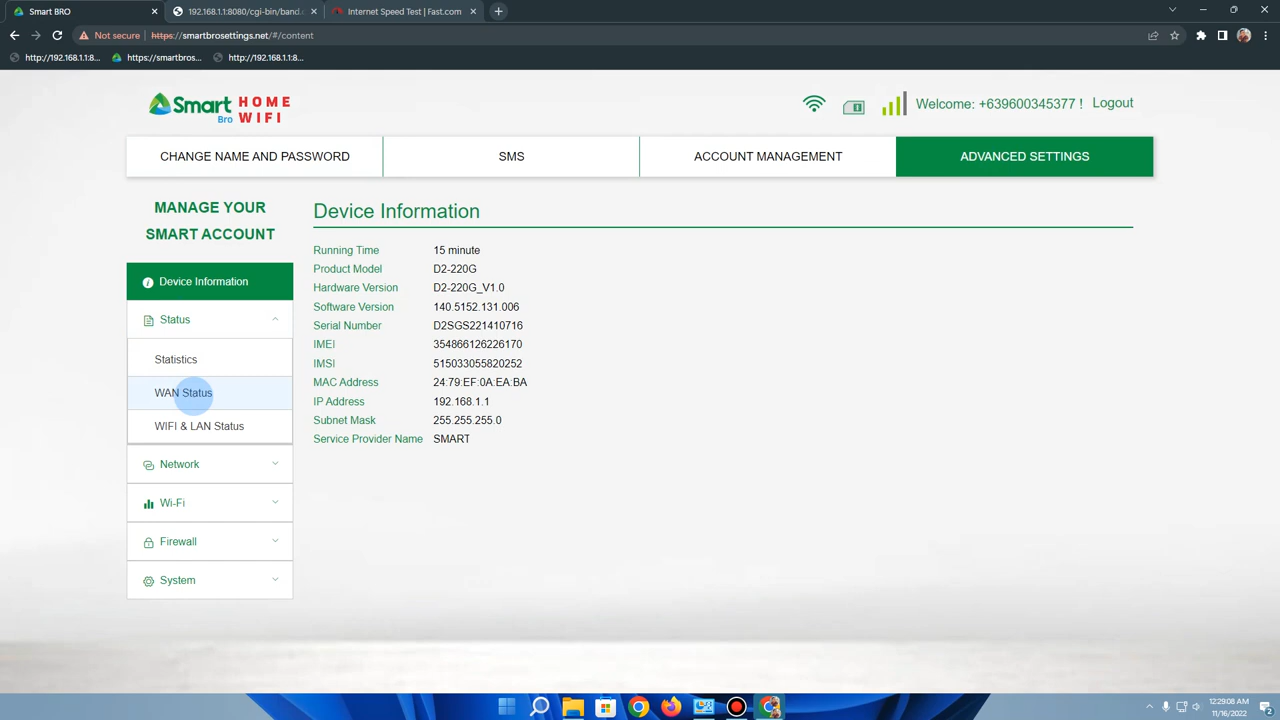 Smart BRO
192.168.1.1:8080/cgi-bin/band
Internet Speed Test | Fast.com
Not secure
https://smartbrosettings.net/#/content
http://192.168.1.1:8...
https://smartbros...
http://192.168.1.1:8...
Smart Bro HOME WIFI
Welcome: +639600345377 !
Logout
CHANGE NAME AND PASSWORD
SMS
ACCOUNT MANAGEMENT
ADVANCED SETTINGS
MANAGE YOUR
SMART ACCOUNT
Device Information
Status
Statistics
WAN Status
WIFI & LAN Status
Network
Wi-Fi
Firewall
System
Device Information
Running Time 15 minute
Product Model D2-220G
Hardware Version D2-220G_V1.0
Software Version 140.5152.131.006
Serial Number D2SGS221410716
IMEI 354866126226170
IMSI 515033055820252
MAC Address 24:79:EF:0A:EA:BA
IP Address 192.168.1.1
Subnet Mask 255.255.255.0
Service Provider Name SMART
12:29:08 AM
11/16/2022